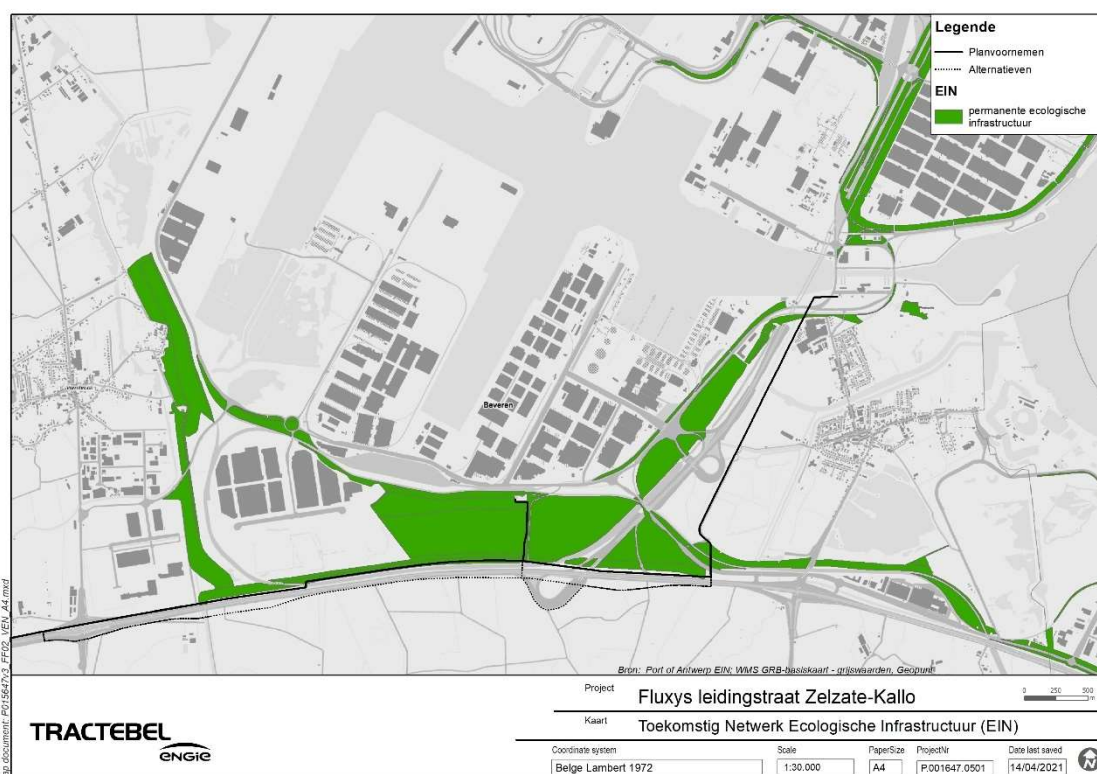 Legende
Planvoornemen
Alternatieven
EIN
permanente ecologische
infrastructuur
Beveren
Bron: Port of Antwerp EIN; WMS GRB-basiskaart - grijswaarden, Geopunt
Project
Fluxys leidingstraat Zelzate-Kallo
0 250 500
m
Kaart
Toekomstig Netwerk Ecologische Infrastructuur (EIN)
TRACTEBEL
ENGIE
Coordinate system
Belge Lambert 1972
Scale
1:30.000
PaperSize
A4
ProjectNr
P.001647.0501
Date last saved
14/04/2021
N